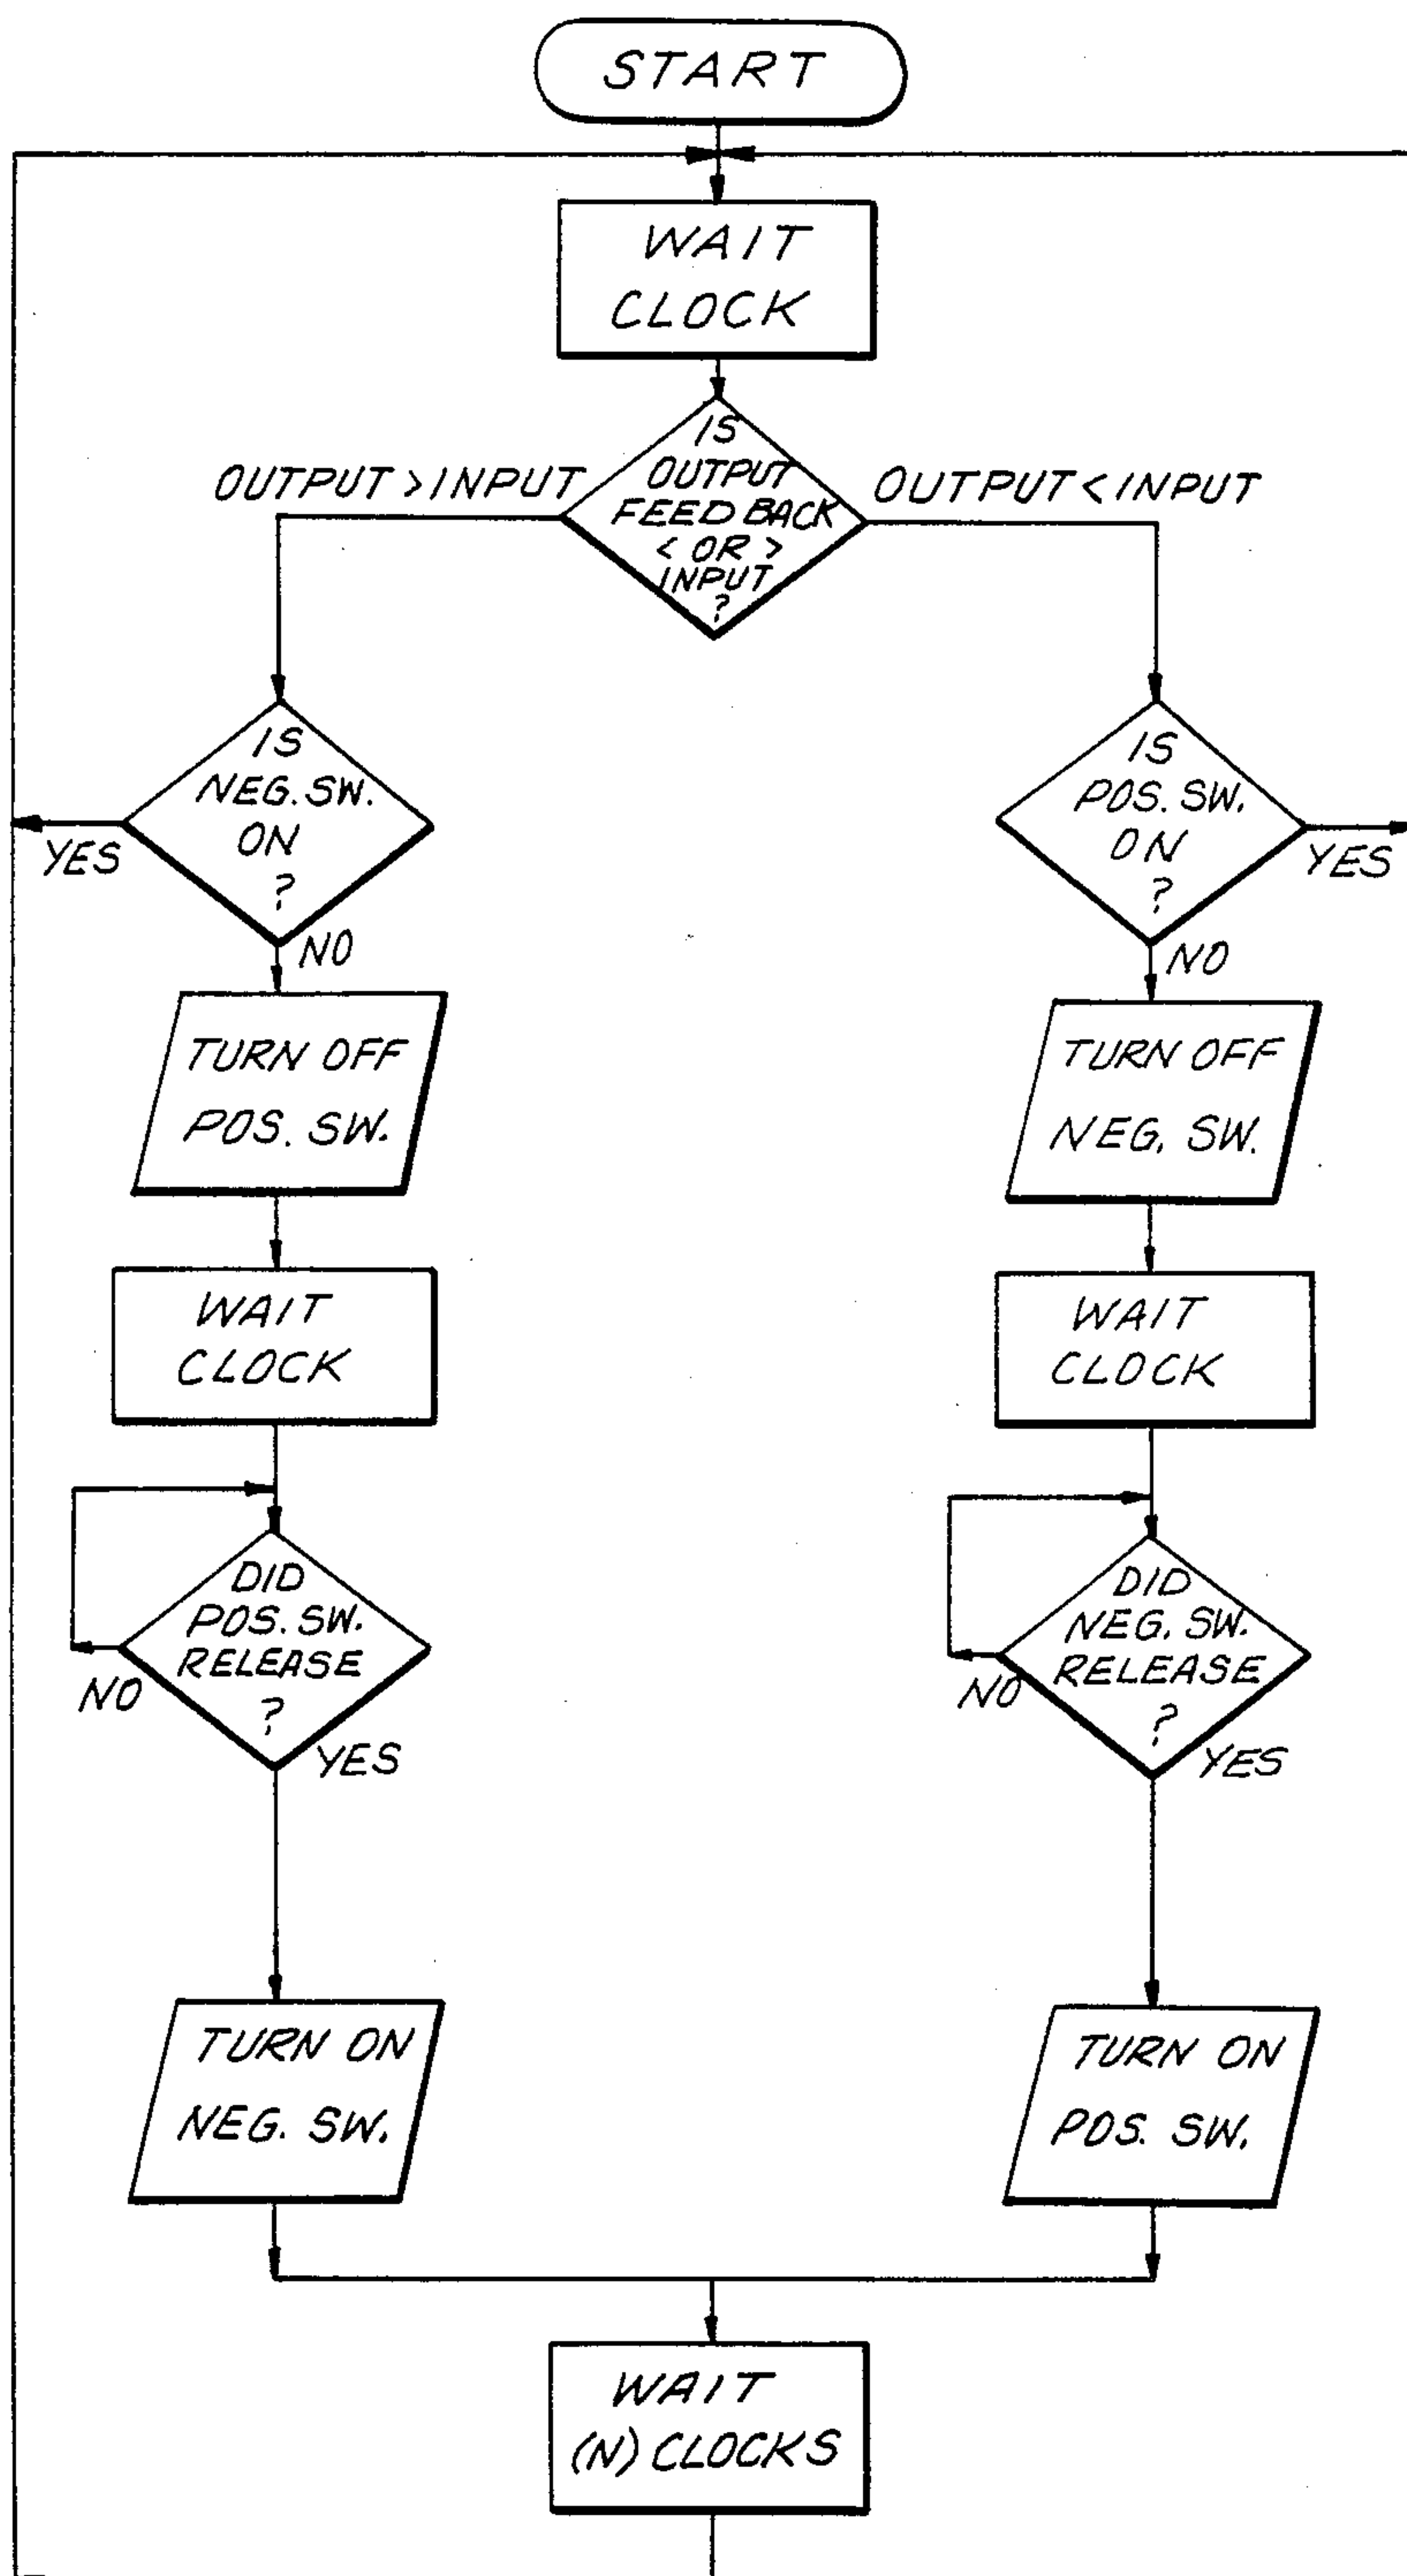 START
WAIT
CLOCK
IS
OUTPUT
FEED BACK
< OR >
INPUT
?
OUTPUT > INPUT
OUTPUT < INPUT
IS
NEG. SW.
ON
?
YES
NO
IS
POS. SW.
ON
?
YES
NO
TURN OFF
POS. SW.
TURN OFF
NEG. SW.
WAIT
CLOCK
WAIT
CLOCK
DID
POS. SW.
RELEASE
?
NO
YES
DID
NEG. SW.
RELEASE
?
NO
YES
TURN ON
NEG. SW.
TURN ON
POS. SW.
WAIT
(N) CLOCKS